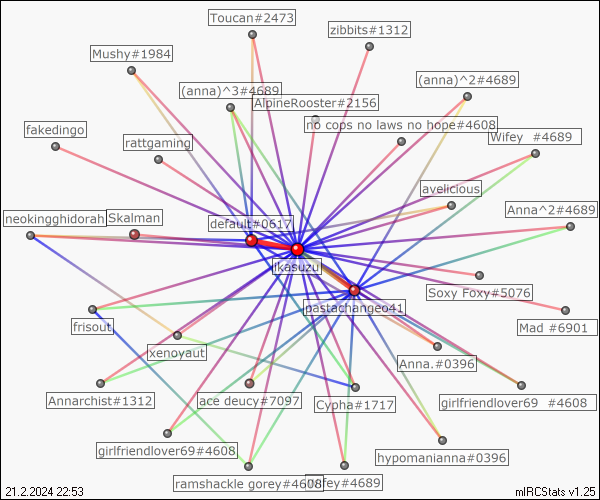 Toucan#2473
zibbits#1312
Mushy#1984
(anna)^3#4689
(anna)^2#4689
AlpineRooster#2156
no cops no laws no hope#4608
fakedingo
rattgaming
Wifey #4689
avelicious
neokingghidorah
Skalman
default#0617
Anna^2#4689
jkasuzu
Soxy Foxy#5076
pastachangeo41
Mad #6901
frisout
xenoyaut
Anna.#0396
Annarchist#1312
ace deucy#7097
Cypha#1717
girlfriendlover69 #4608
girlfriendlover69#4608
hypomanianna#0396
ramshackle gorey#4608
#4689
21.2.2024 22:53
mIRCStats v1.25